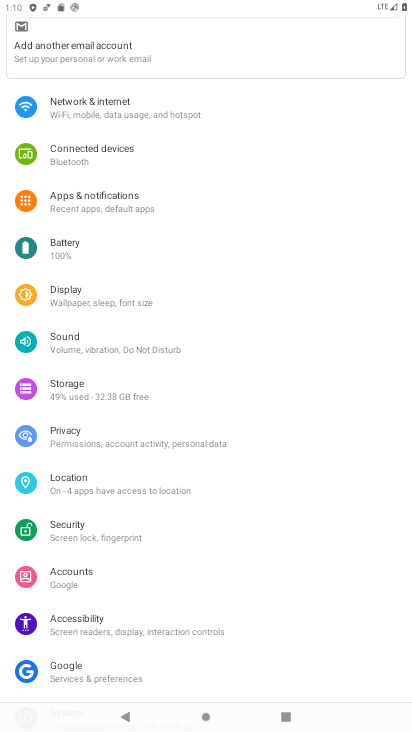 1:10
LTE
Add another email account
Set up your personal or work email
Network & internet
Wi-Fi, mobile, data usage, and hotspot
Connected devices
Bluetooth
Apps & notifications
Recent apps, default apps
Battery
100%
Display
Wallpaper, sleep, font size
Sound
Volume, vibration, Do Not Disturb
Storage
49% used - 32.38 GB free
Privacy
Permissions, account activity, personal data
Location
On - 4 apps have access to location
Security
Screen lock, fingerprint
Accounts
Google
Accessibility
Screen readers, display, interaction controls
Google
Services & preferences
System